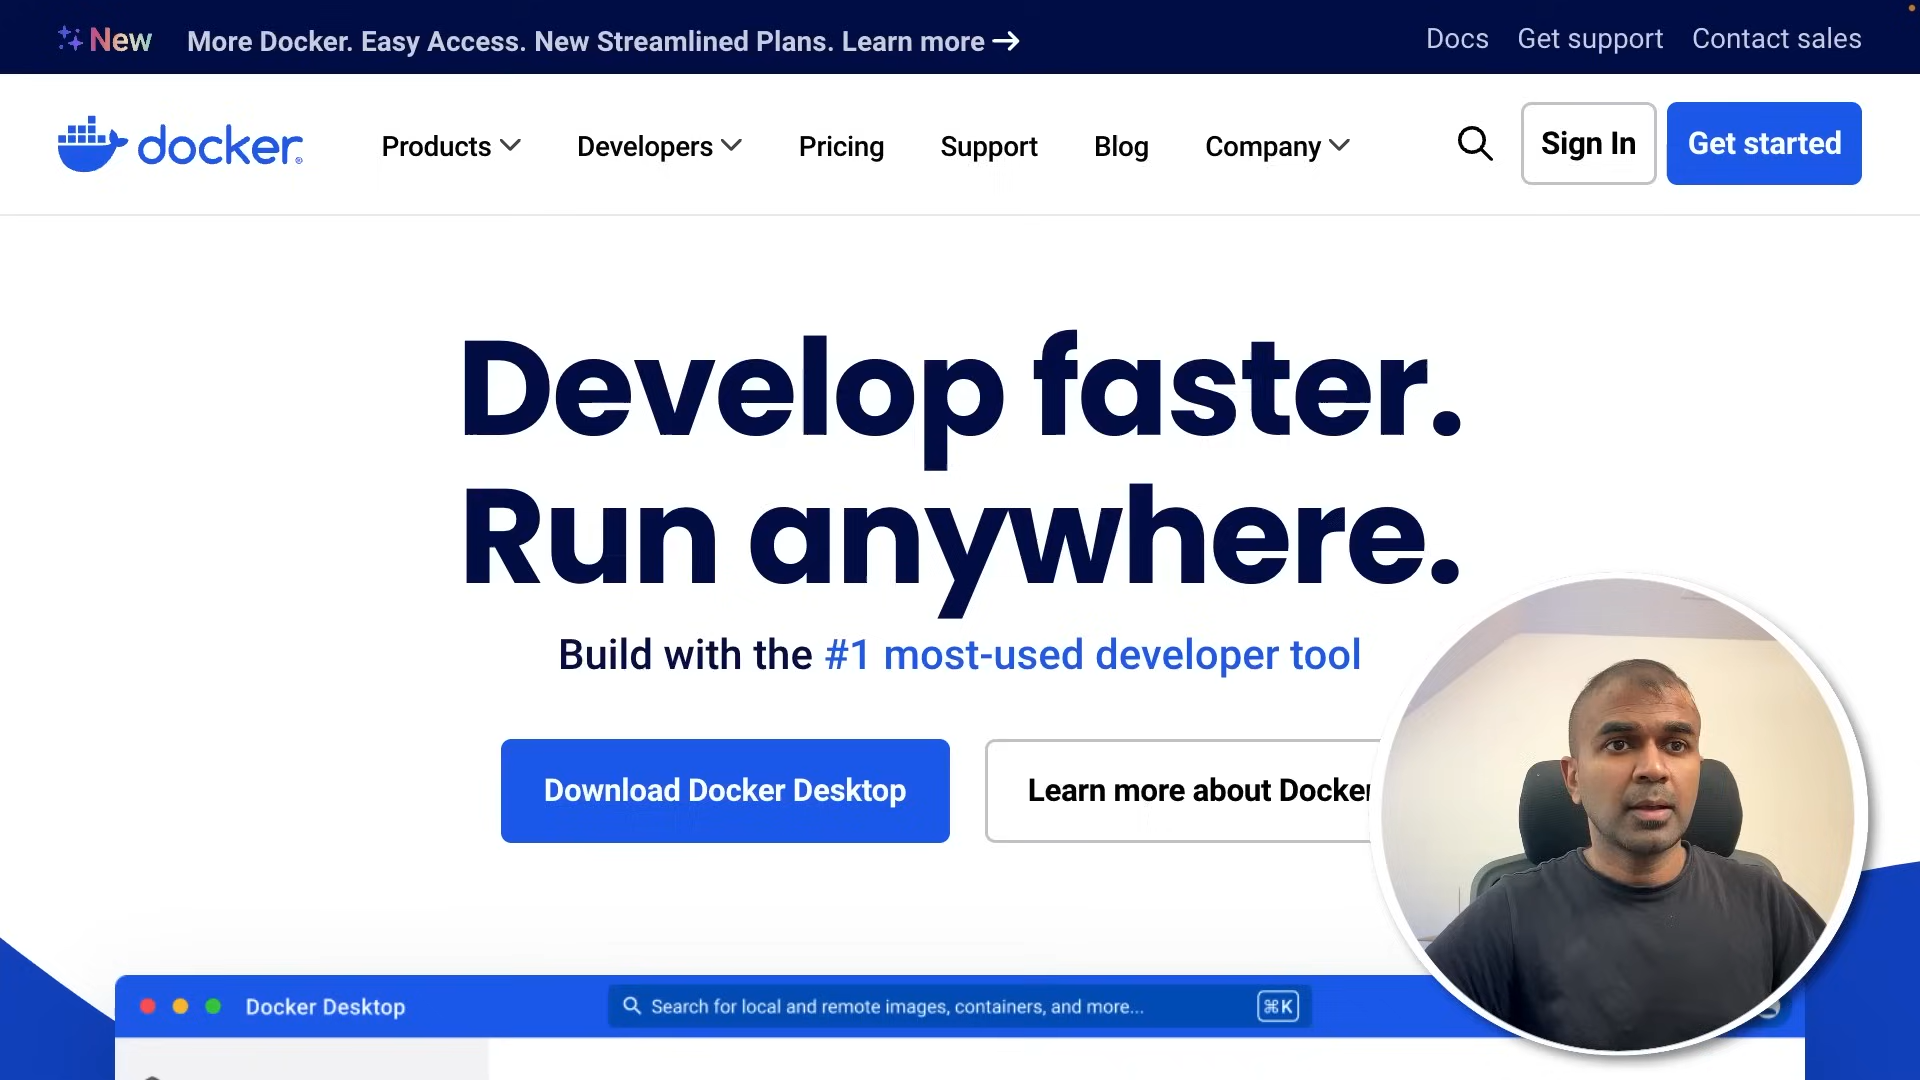 New More Docker. Easy Access. New Streamlined Plans. Learn more → Docs Get support Contact sales
docker® Products Developers Pricing Support Blog Company Sign In Get started
Develop faster.
Run anywhere.
Build with the #1 most-used developer tool
Download Docker Desktop Learn more about Docker
Docker Desktop Search for local and remote images, containers, and more... ⌘K